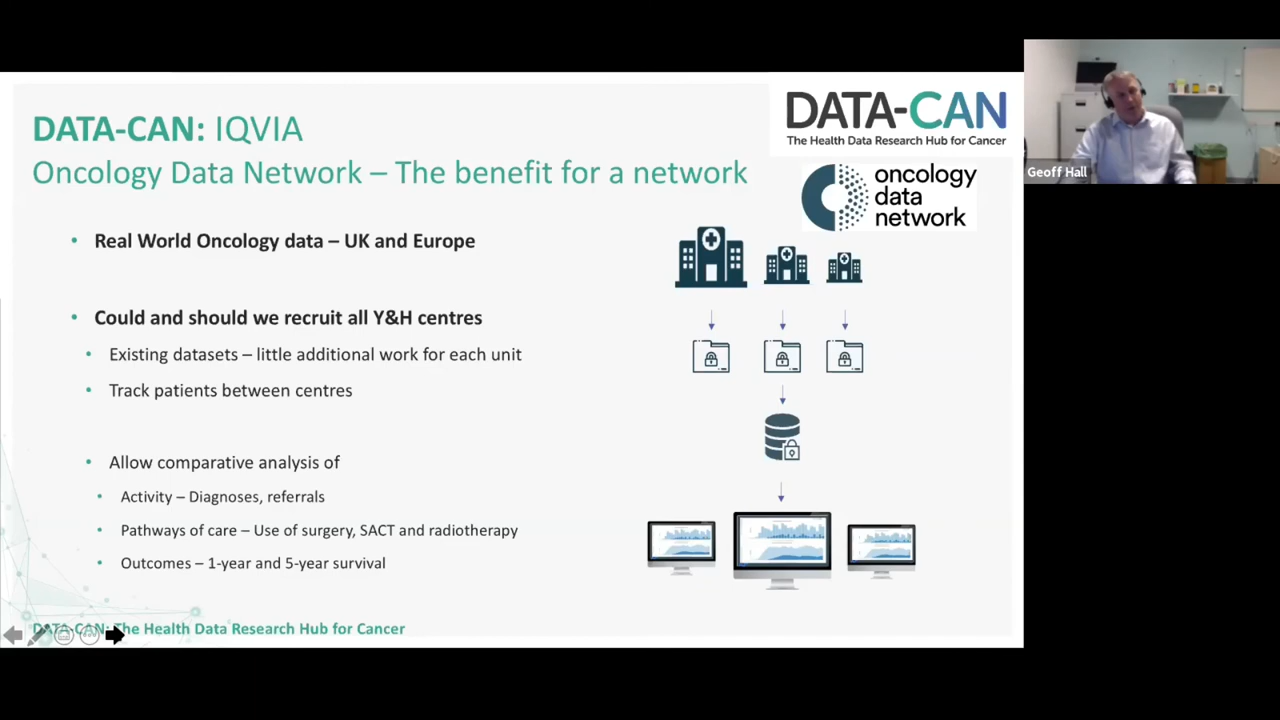 DATA-CAN: IQVIA
Oncology Data Network – The benefit for a network
DATA-CAN
The Health Data Research Hub for Cancer
oncology
data
network
Geoff Hall
• Real World Oncology data – UK and Europe
• Could and should we recruit all Y&H centres
• Existing datasets – little additional work for each unit
• Track patients between centres
• Allow comparative analysis of
• Activity – Diagnoses, referrals
• Pathways of care – Use of surgery, SACT and radiotherapy
• Outcomes – 1-year and 5-year survival
DATA-CAN: The Health Data Research Hub for Cancer